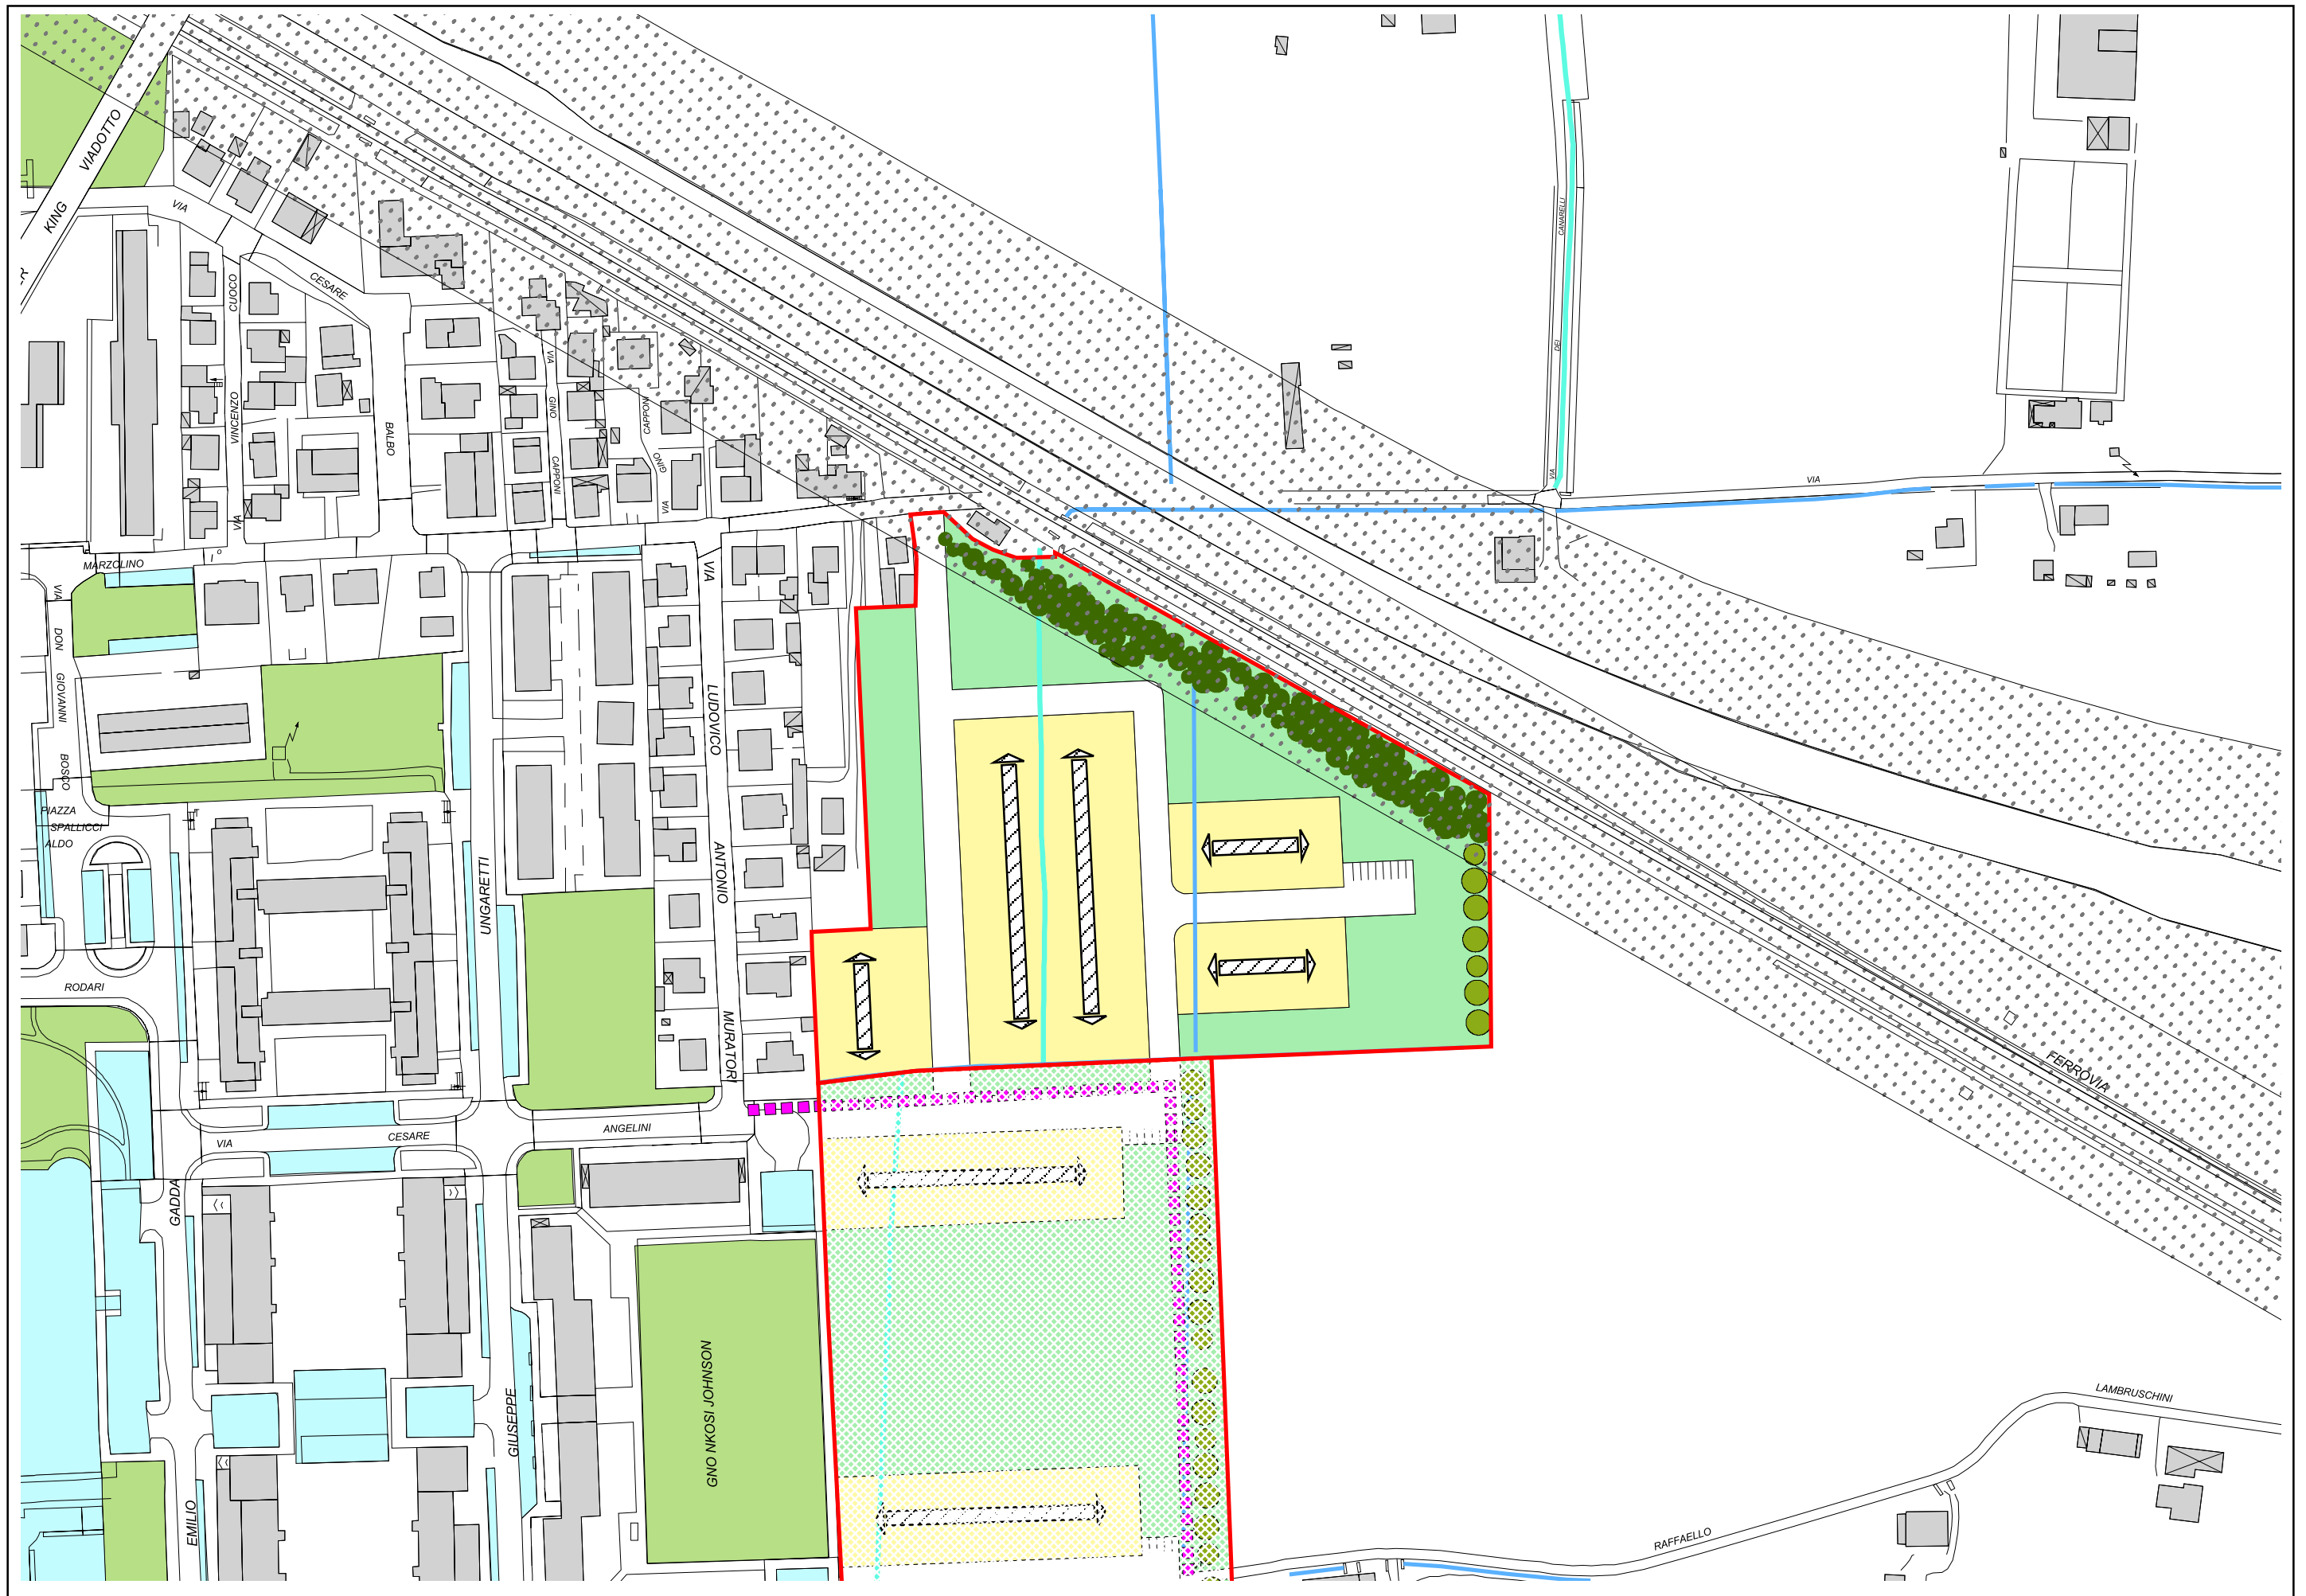 VIADOTTO
KING
VIA
CESARE
CUOCO
VINCENZO
VIA
BALBO
VIA
GINO
CAPPONI
CAPONI
GINO
VIA
CANARELLI
DEI
VIA
VIA
MARZOLINO
VIA
DON
GIOVANNI
BOSCO
PIAZZA
SPALLICCI
ALDO
VIA
LUDOVICO
ANTONIO
MURATORI
UNGARETTI
RODARI
VIA
CESARE
ANGELINI
GADDA
EMILIO
GIUSEPPE
GNO NKOSI JOHNSON
FERROVIA
LAMBRUSCHINI
RAFFAELLO